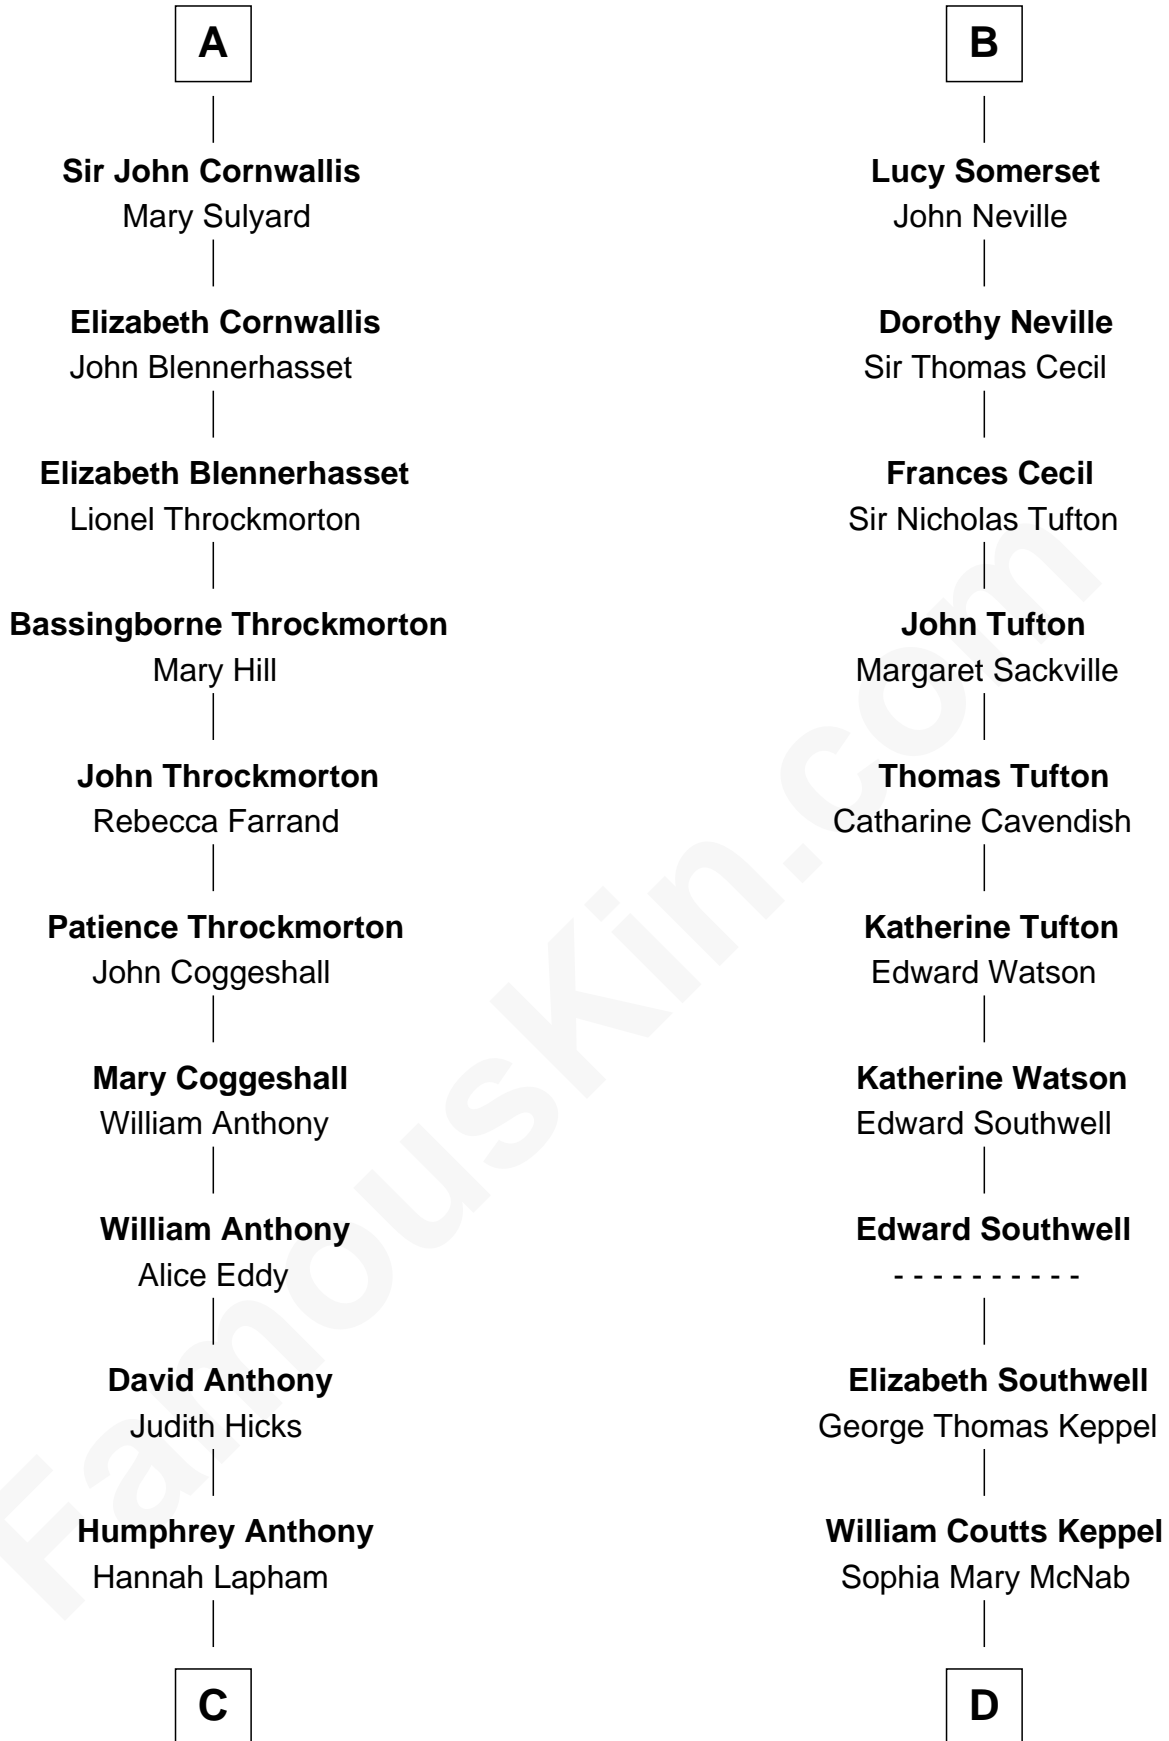 A
Sir John Cornwallis
Mary Sulyard
Elizabeth Cornwallis
John Blennerhasset
Elizabeth Blennerhasset
Lionel Throckmorton
Bassingborne Throckmorton
Mary Hill
John Throckmorton
Rebecca Farrand
Patience Throckmorton
John Coggeshall
Mary Coggeshall
William Anthony
William Anthony
Alice Eddy
David Anthony
Judith Hicks
Humphrey Anthony
Hannah Lapham
C
B
Lucy Somerset
John Neville
Dorothy Neville
Sir Thomas Cecil
Frances Cecil
Sir Nicholas Tufton
John Tufton
Margaret Sackville
Thomas Tufton
Catharine Cavendish
Katherine Tufton
Edward Watson
Katherine Watson
Edward Southwell
Edward Southwell
- - - - - - - - - -
Elizabeth Southwell
George Thomas Keppel
William Coutts Keppel
Sophia Mary McNab
D
FamousKin.com